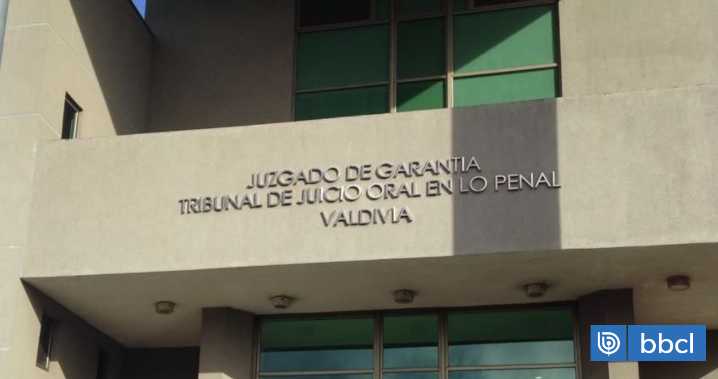 JUZGADO DE GARANTIA
TRIBUNAL DE JUICIO ORAL EN LO PENAL
VALDIVIA
bbcl